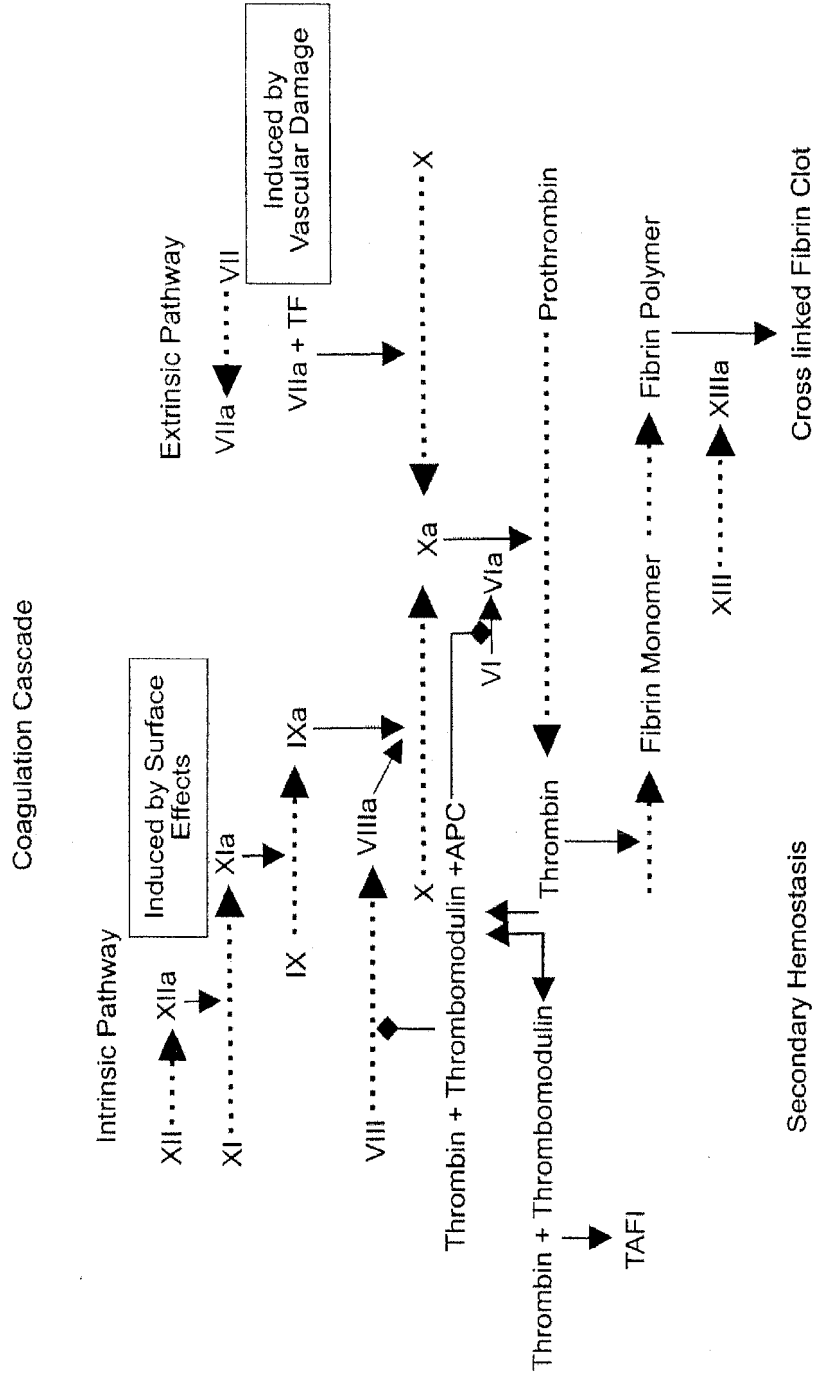 Coagulation Cascade
Intrinsic Pathway
Extrinsic Pathway
XII
XIIa
Induced by Surface
Effects
VIIa
VII
Induced by
Vascular Damage
XI
XIa
VIIa + TF
IX
IXa
VIII
VIIIa
X
Xa
X
Thrombin + Thrombomodulin +APC
VI
VIa
Thrombin + Thrombomodulin
Thrombin
Prothrombin
TAFI
Fibrin Monomer
Fibrin Polymer
XIII
XIIIa
Secondary Hemostasis
Cross linked Fibrin Clot